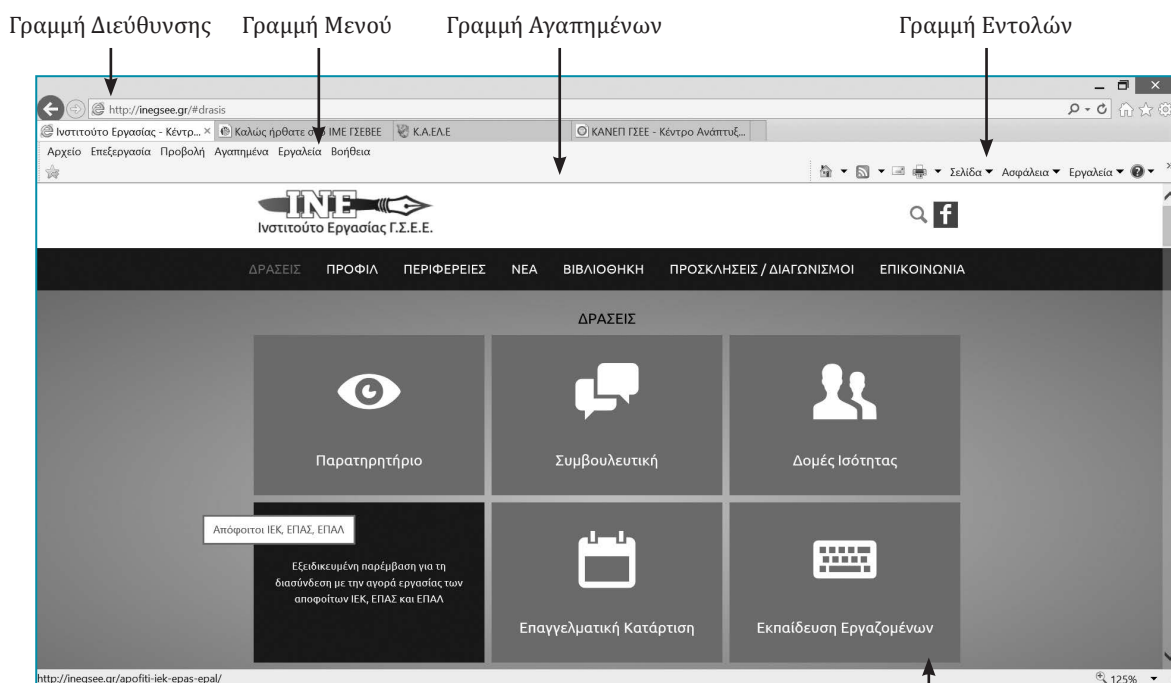 Γραμμή Διεύθυνσης Γραμμή Μενού Γραμμή Αγαπημένων Γραμμή Εντολών
http://inegsee.gr/#drasis
Ινστιτούτο Εργασίας - Κέντρ... Καλώς ήρθατε στο ΙΜΕ ΓΣΕΒΕΕ Κ.Α.ΕΛ.Ε ΚΑΝΕΠ ΓΣΕΕ - Κέντρο Ανάπτυξ...
Αρχείο Επεξεργασία Προβολή Αγαπημένα Εργαλεία Βοήθεια
Σελίδα Ασφάλεια Εργαλεία
ΙΝΕ
Ινστιτούτο Εργασίας Γ.Σ.Ε.Ε.
f
ΔΡΑΣΕΙΣ ΠΡΟΦΙΛ ΠΕΡΙΦΕΡΕΙΕΣ ΝΕΑ ΒΙΒΛΙΟΘΗΚΗ ΠΡΟΣΚΛΗΣΕΙΣ / ΔΙΑΓΩΝΙΣΜΟΙ ΕΠΙΚΟΙΝΩΝΙΑ
ΔΡΑΣΕΙΣ
Παρατηρητήριο Συμβουλευτική Δομές Ισότητας
Απόφοιτοι ΙΕΚ, ΕΠΑΣ, ΕΠΑΛ
Εξειδικευμένη παρέμβαση για τη
διασύνδεση με την αγορά εργασίας των
αποφοίτων ΙΕΚ, ΕΠΑΣ και ΕΠΑΛ
Επαγγελματική Κατάρτιση Εκπαίδευση Εργαζομένων
http://inegsee.gr/apofiti-iek-epas-epal/ 125%